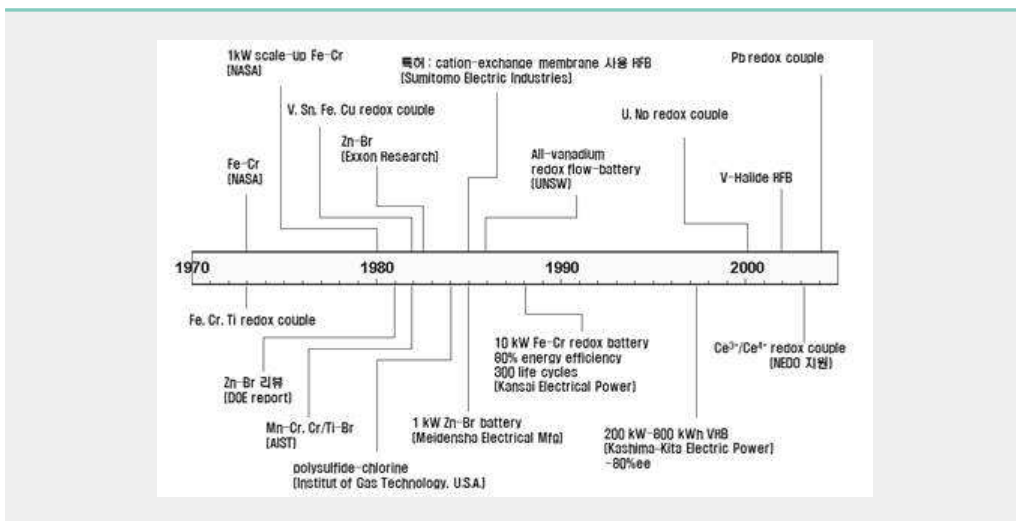 1kW scale-up Fe-Cr
(NASA)
특허 : cation-exchange membrane 사용 RFB
(Sumitomo Electric Industries)
Pb redox couple
V. Sn. Fe. Cu redox couple
U. Np redox couple
Zn-Br
(Exxon Research)
All-vanadium
redox flow-battery
(UNSW)
Fe-Cr
(NASA)
V-Halide RFB
1970
1980
1990
2000
Fe. Cr. Ti redox couple
10 kW Fe-Cr redox battery
80% energy efficiency
300 life cycles
(Kansai Electrical Power)
Ce³⁺/Ce⁴⁺ redox couple
(NEDO 지원)
Zn-Br 리뷰
(DOE report)
Mn-Cr. Cr/Ti-Br
(AIST)
1 kW Zn-Br battery
(Meidensha Electrical Mfg)
200 kW-800 kWh VRB
(Kashima-Kita Electric Power)
-80%ee
polysulfide-chlorine
(Institut of Gas Technology. U.S.A.)